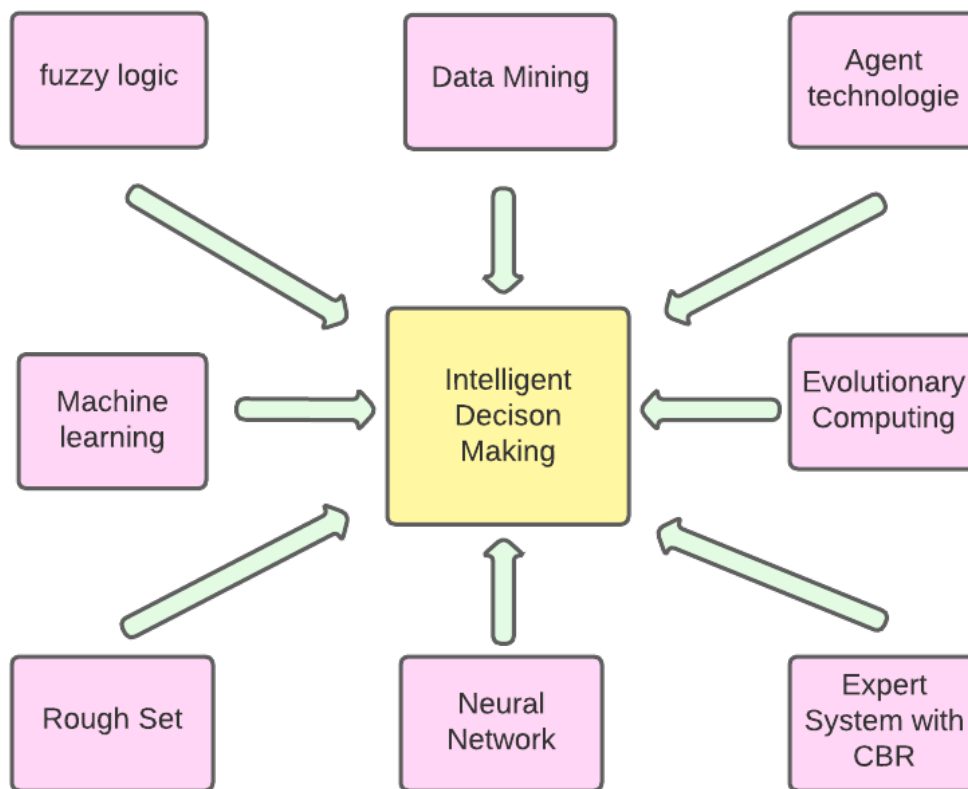 fuzzy logic
Data Mining
Agent
technologie
Machine
learning
Intelligent
Decison
Making
Evolutionary
Computing
Rough Set
Neural
Network
Expert
System with
CBR